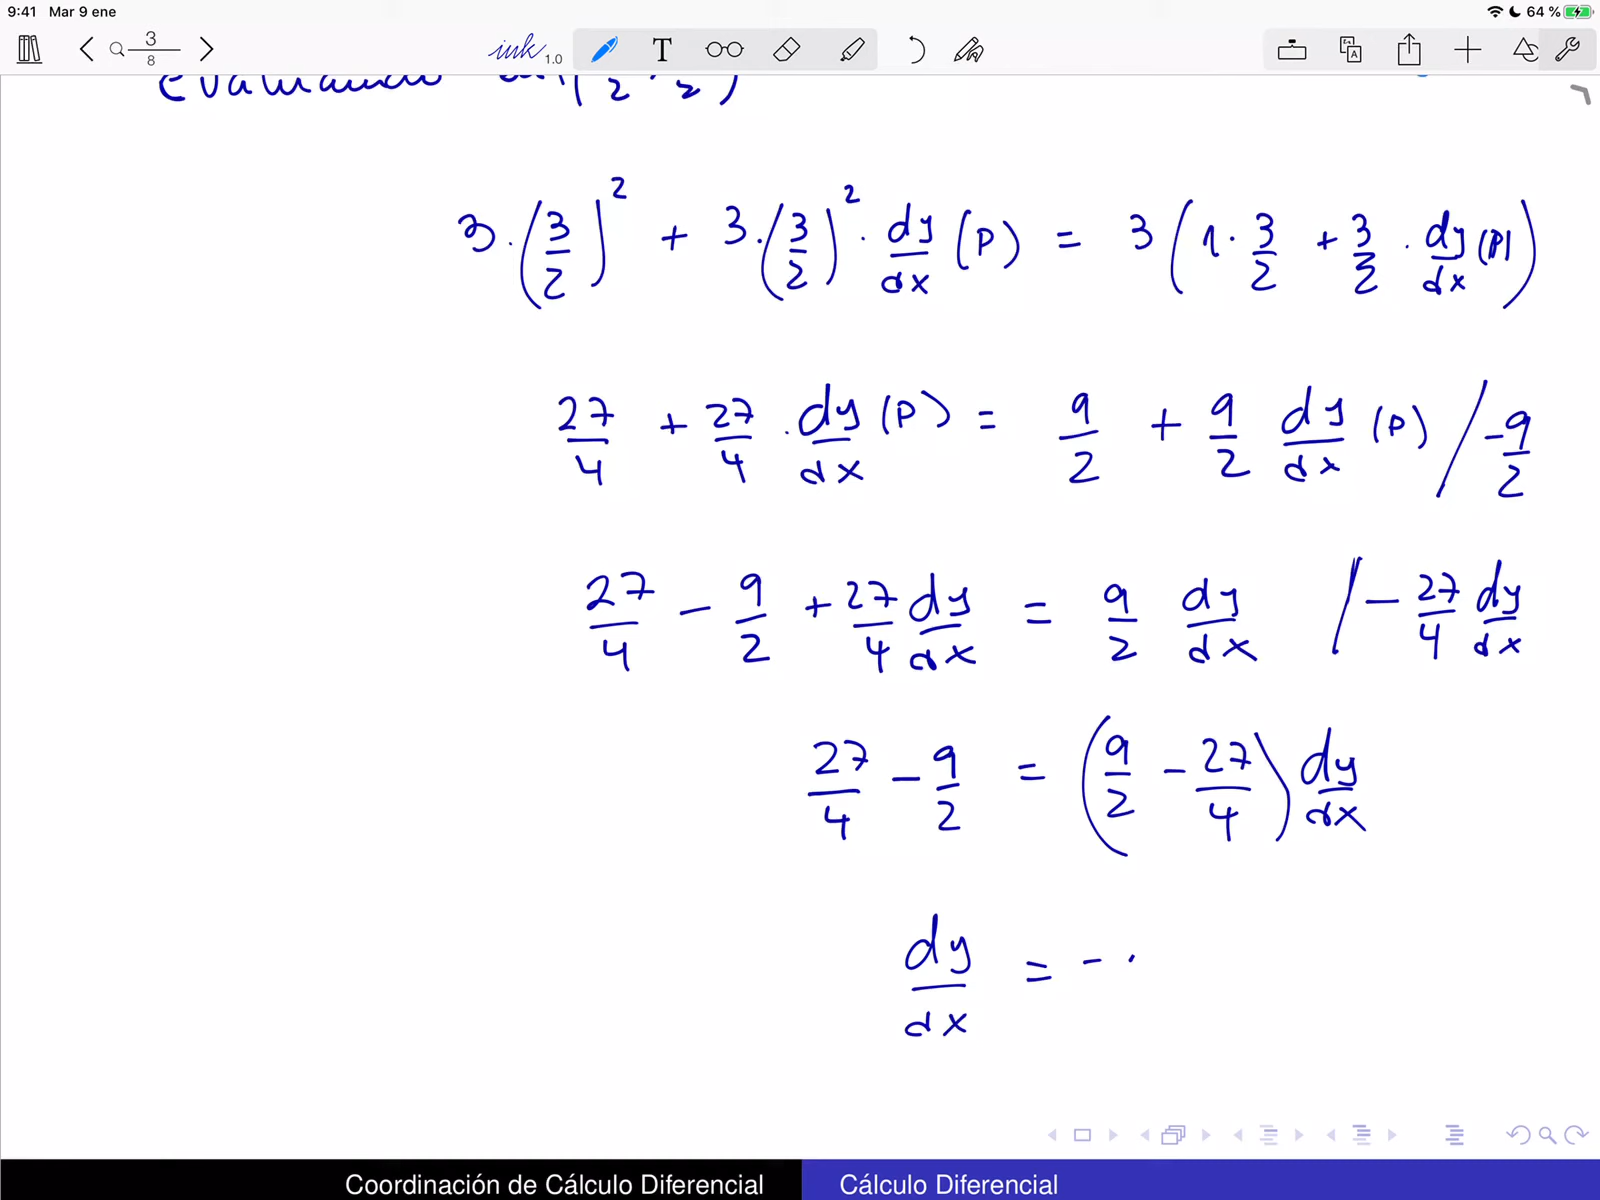 9:41 Mar 9 ene 64 %
3
8
ink 1.0 T
evaluando
3·(3/2)² + 3·(3/2)²·dy/dx (P) = 3(1·3/2 + 3/2·dy/dx (P))
27/4 + 27/4·dy/dx (P) = 9/2 + 9/2 dy/dx (P) / -9/2
27/4 - 9/2 + 27/4 dy/dx = 9/2 dy/dx / - 27/4 dy/dx
27/4 - 9/2 = (9/2 - 27/4) dy/dx
dy/dx = - ·
Coordinación de Cálculo Diferencial Cálculo Diferencial